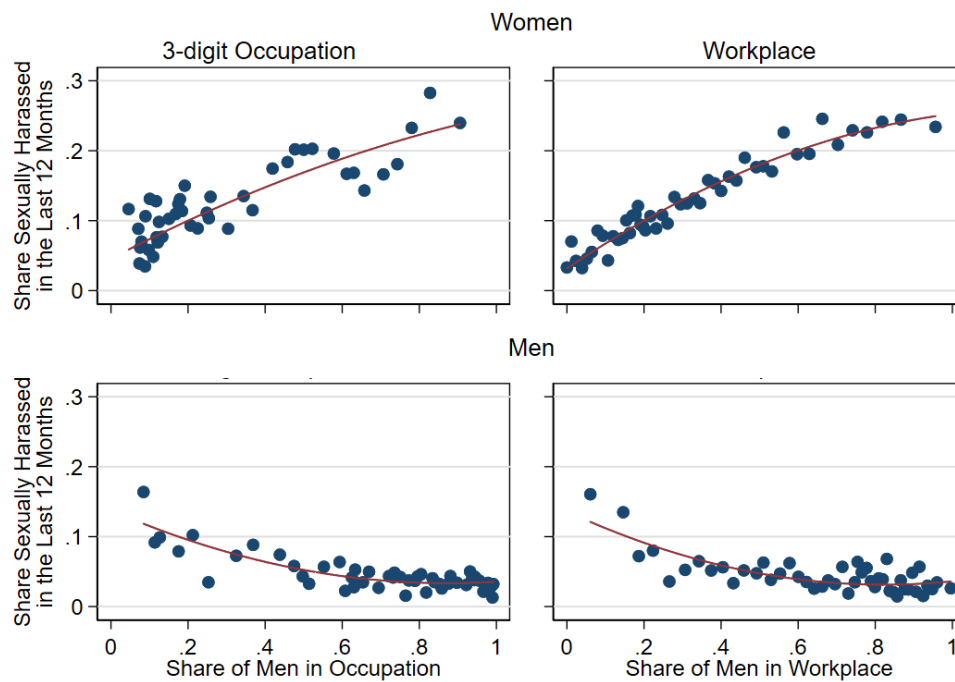 Women
3-digit Occupation
Workplace
Share Sexually Harassed
in the Last 12 Months
.3
.2
.1
0
Men
Share Sexually Harassed
in the Last 12 Months
.3
.2
.1
0
0 .2 .4 .6 .8 1
0 .2 .4 .6 .8 1
Share of Men in Occupation
Share of Men in Workplace